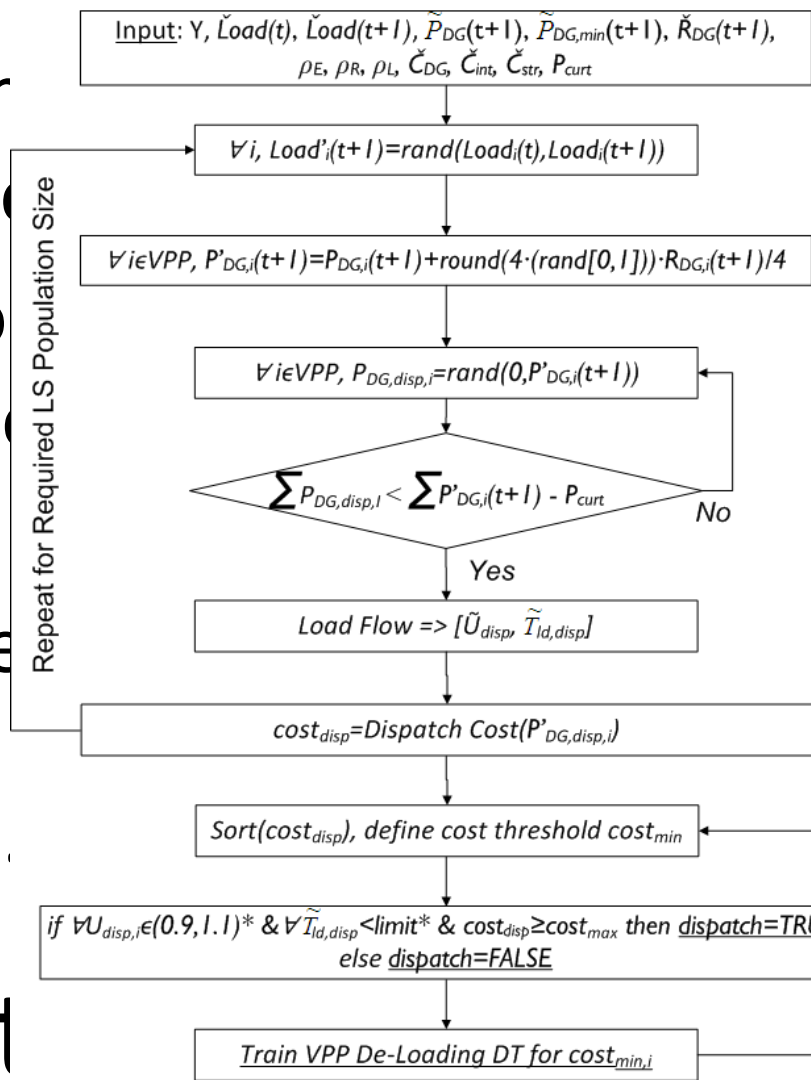 Input: Y, Ľoad(t), Ľoad(t+1), P̃DG(t+1), P̃DG,min(t+1), ŘDG(t+1),
ρE, ρR, ρL, ČDG, Čint, Čstr, Pcurt
∀i, Load'i(t+1)=rand(Loadi(t),Loadi(t+1))
∀iϵVPP, P'DG,i(t+1)=PDG,i(t+1)+round(4·(rand[0,1]))·RDG,i(t+1)/4
∀iϵVPP, PDG,disp,i=rand(0,P'DG,i(t+1))
∑PDG,disp,I < ∑P'DG,i(t+1) - Pcurt
No
Yes
Load Flow => [Ũdisp, T̃ld,disp]
costdisp=Dispatch Cost(P'DG,disp,i)
Repeat for Required LS Population Size
Sort(costdisp), define cost threshold costmin
if ∀Udisp,iϵ(0.9,1.1)* & ∀T̃ld,disp<limit* & costdisp≥costmax then dispatch=TRU
else dispatch=FALSE
Train VPP De-Loading DT for costmin,i